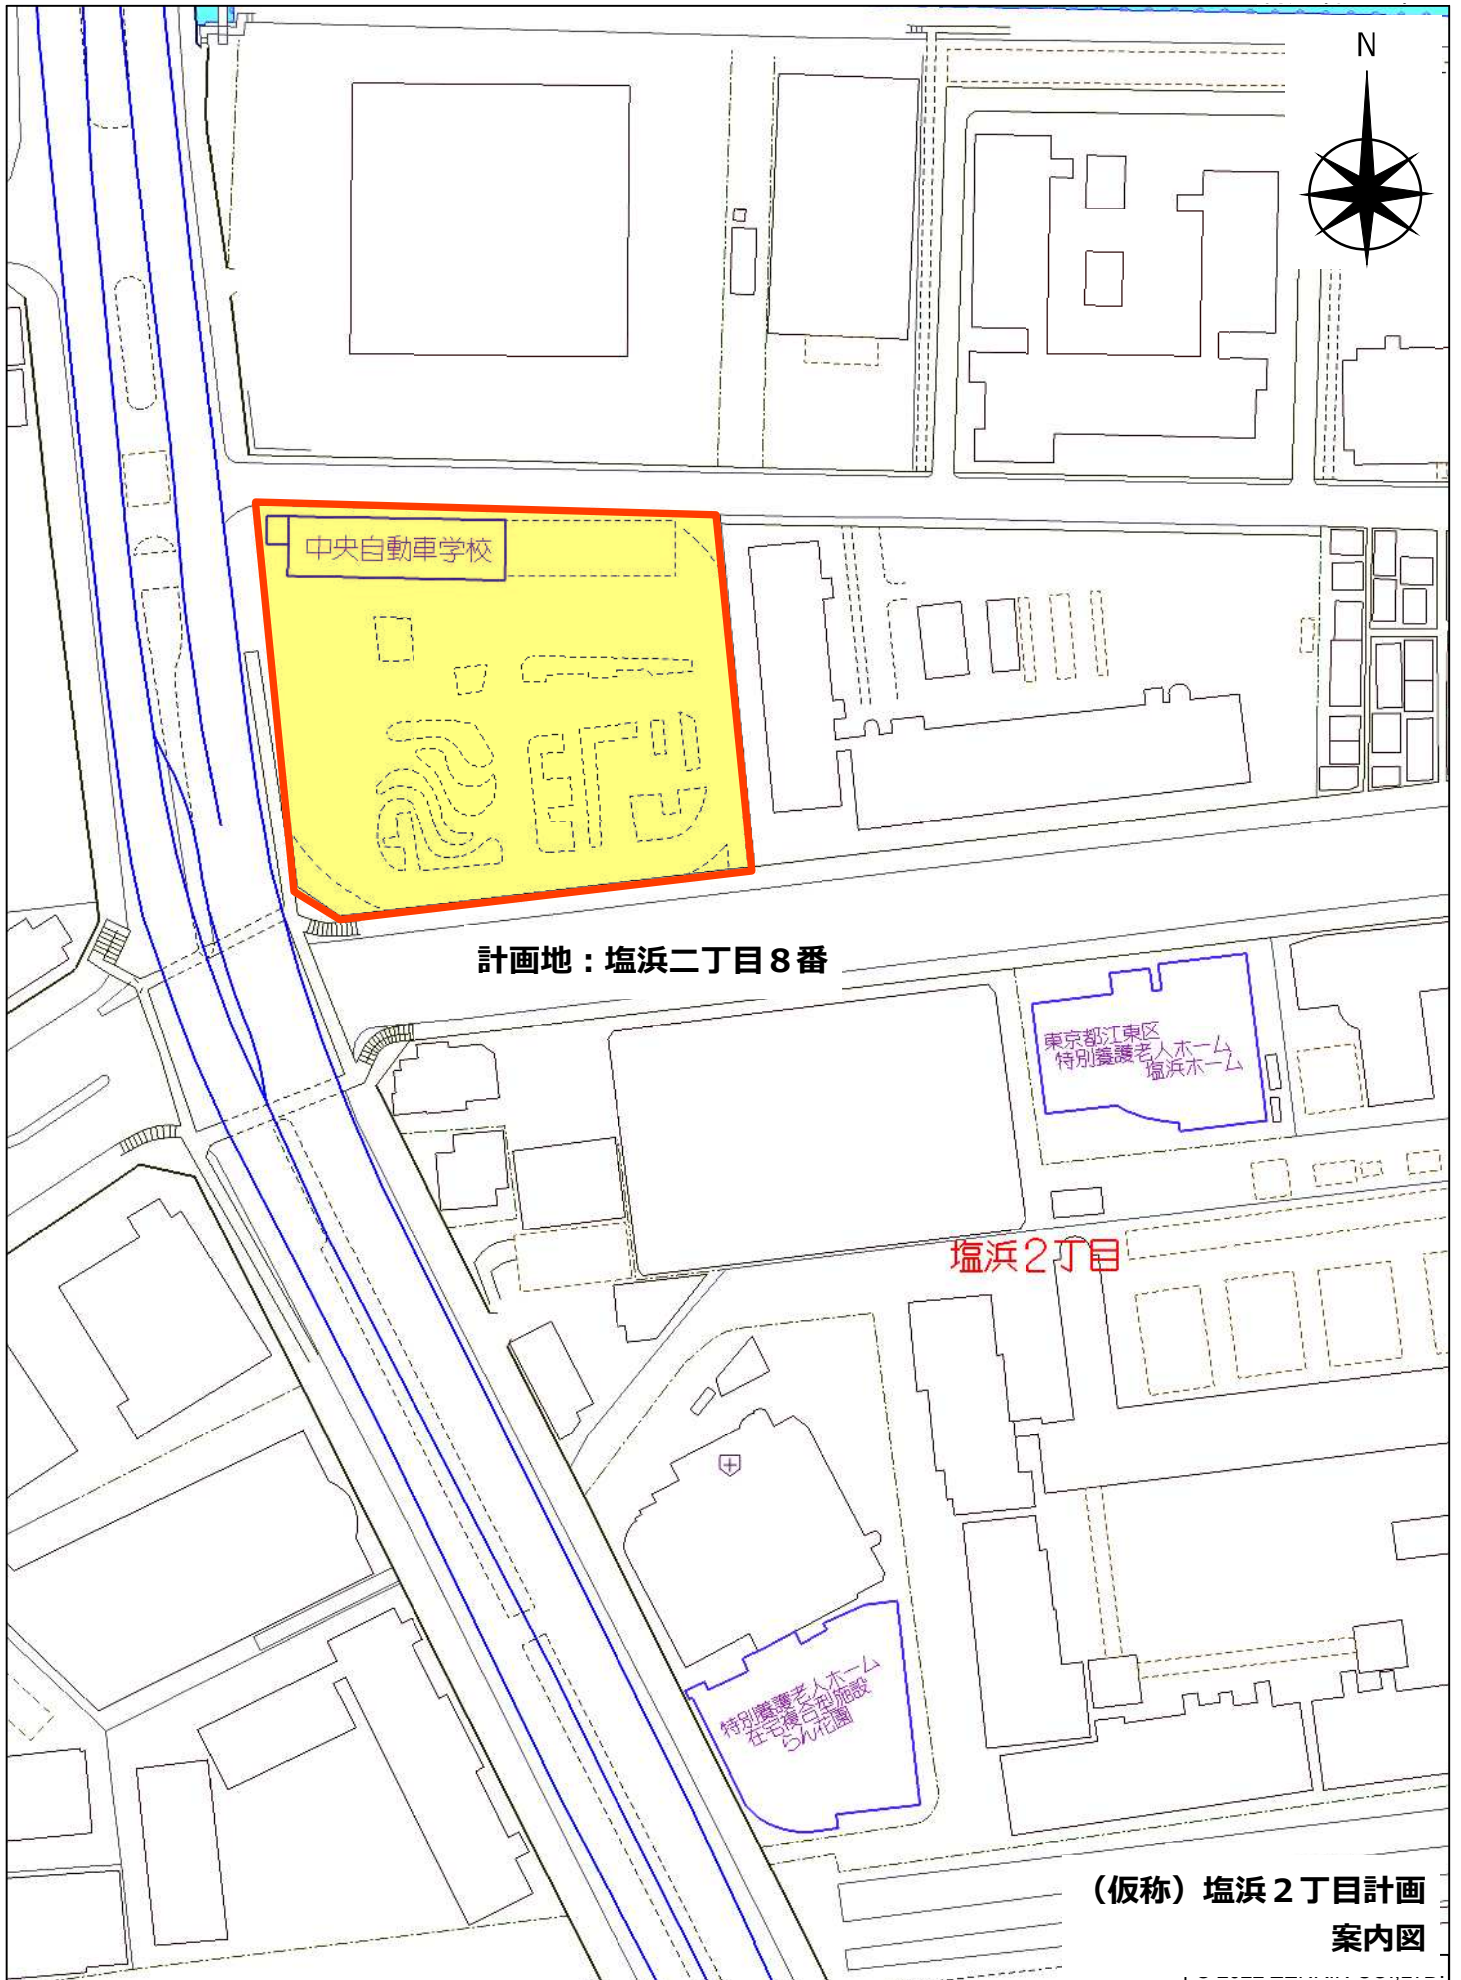 N
中央自動車学校
計画地：塩浜二丁目８番
東京都江東区
特別養護老人ホーム
塩浜ホーム
塩浜２丁目
特別養護老人ホーム
在宅複合型施設
らん花園
（仮称）塩浜２丁目計画
案内図